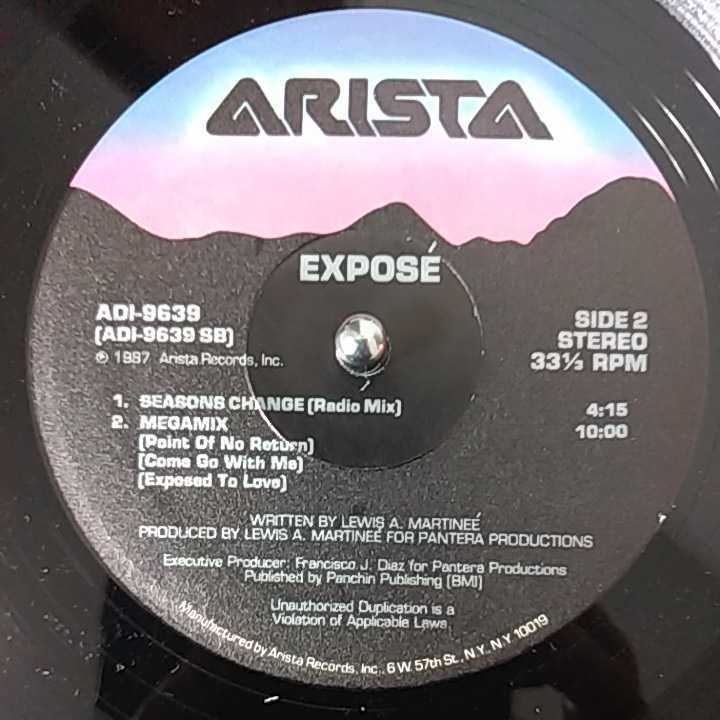 ARISTA
EXPOSÉ
ADI-9639
(ADI-9639 SB)
℗ 1987 Arista Records, Inc.
SIDE 2
STEREO
33⅓ RPM
1. SEASONS CHANGE (Radio Mix) 4:15
2. MEGAMIX 10:00
(Point Of No Return)
(Come Go With Me)
(Exposed To Love)
WRITTEN BY LEWIS A. MARTINEÉ
PRODUCED BY LEWIS A. MARTINEÉ FOR PANTERA PRODUCTIONS
Executive Producer: Francisco J. Diaz for Pantera Productions
Published by Panchin Publishing (BMI)
Unauthorized Duplication is a
Violation of Applicable Laws
Manufactured by Arista Records, Inc., 6 W. 57th St., N.Y. N.Y 10019